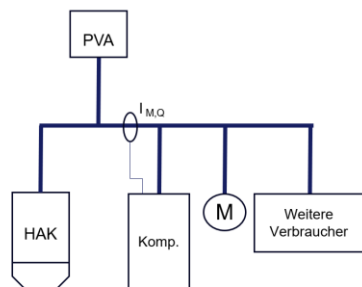 PVA
I M,Q
HAK
Komp.
M
Weitere
Verbraucher